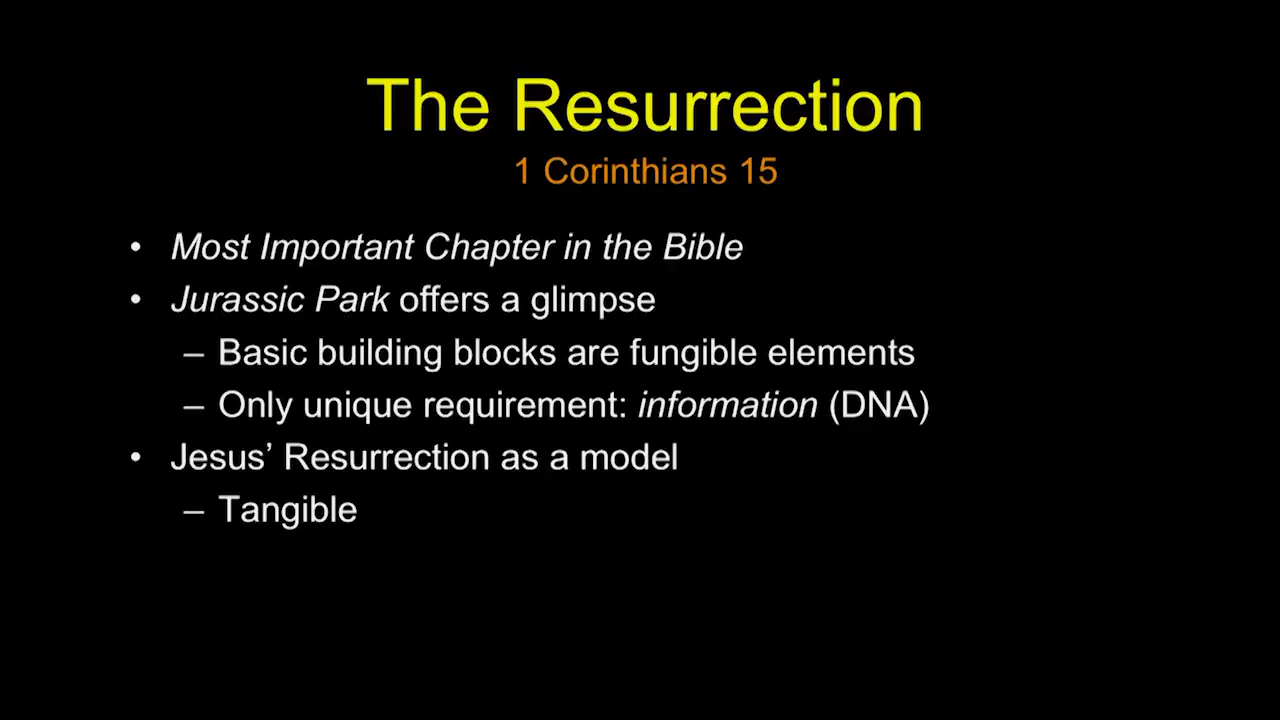 The Resurrection
1 Corinthians 15
• Most Important Chapter in the Bible
• Jurassic Park offers a glimpse
– Basic building blocks are fungible elements
– Only unique requirement: information (DNA)
• Jesus’ Resurrection as a model
– Tangible